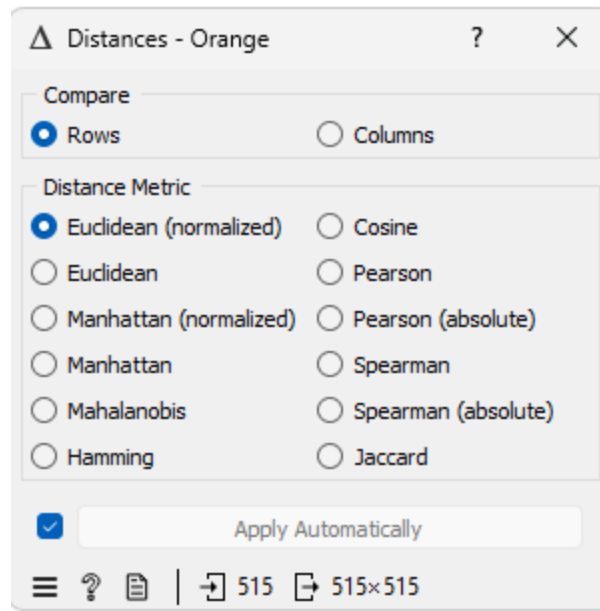 Δ Distances - Orange ? ×
Compare
Rows Columns
Distance Metric
Euclidean (normalized) Cosine
Euclidean Pearson
Manhattan (normalized) Pearson (absolute)
Manhattan Spearman
Mahalanobis Spearman (absolute)
Hamming Jaccard
Apply Automatically
? 515 515×515